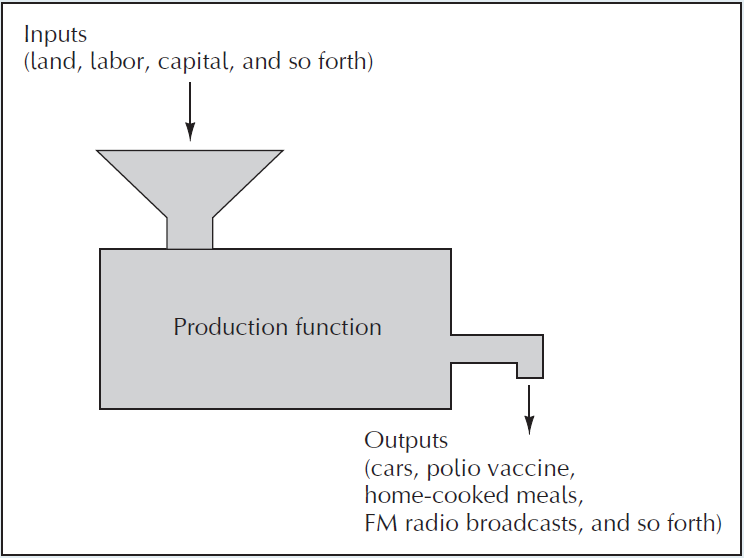 Inputs
(land, labor, capital, and so forth)
Production function
Outputs
(cars, polio vaccine,
home-cooked meals,
FM radio broadcasts, and so forth)